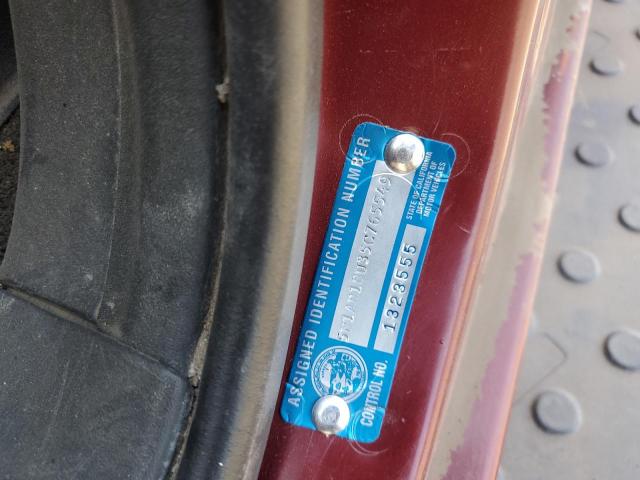 ASSIGNED IDENTIFICATION NUMBER
STATE OF CALIFORNIA
DEPARTMENT OF
MOTOR VEHICLES
CONTROL NO.
1323555